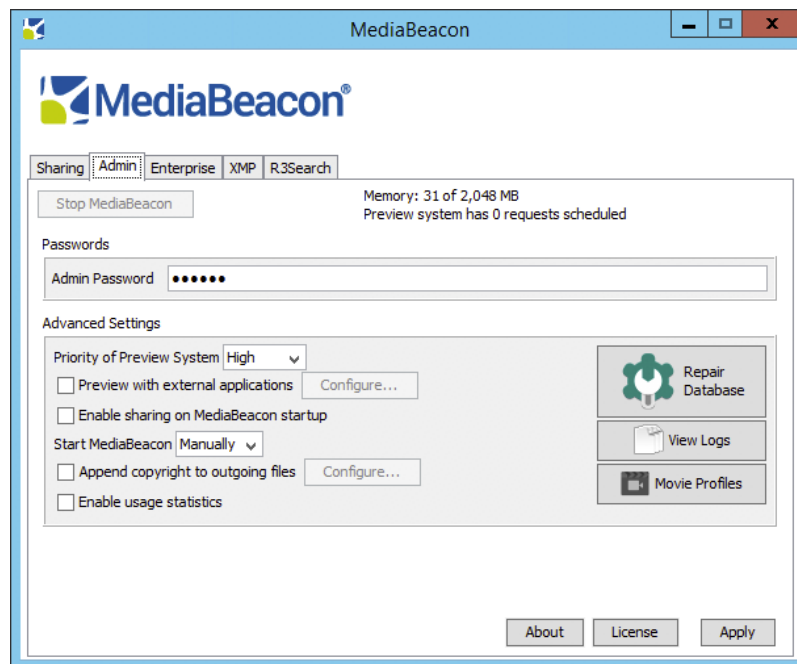 MediaBeacon
MediaBeacon®
Sharing Admin Enterprise XMP R3Search
Stop MediaBeacon
Memory: 31 of 2,048 MB
Preview system has 0 requests scheduled
Passwords
Admin Password ••••••
Advanced Settings
Priority of Preview System High
Preview with external applications Configure...
Enable sharing on MediaBeacon startup
Start MediaBeacon Manually
Append copyright to outgoing files Configure...
Enable usage statistics
Repair
Database
View Logs
Movie Profiles
About License Apply